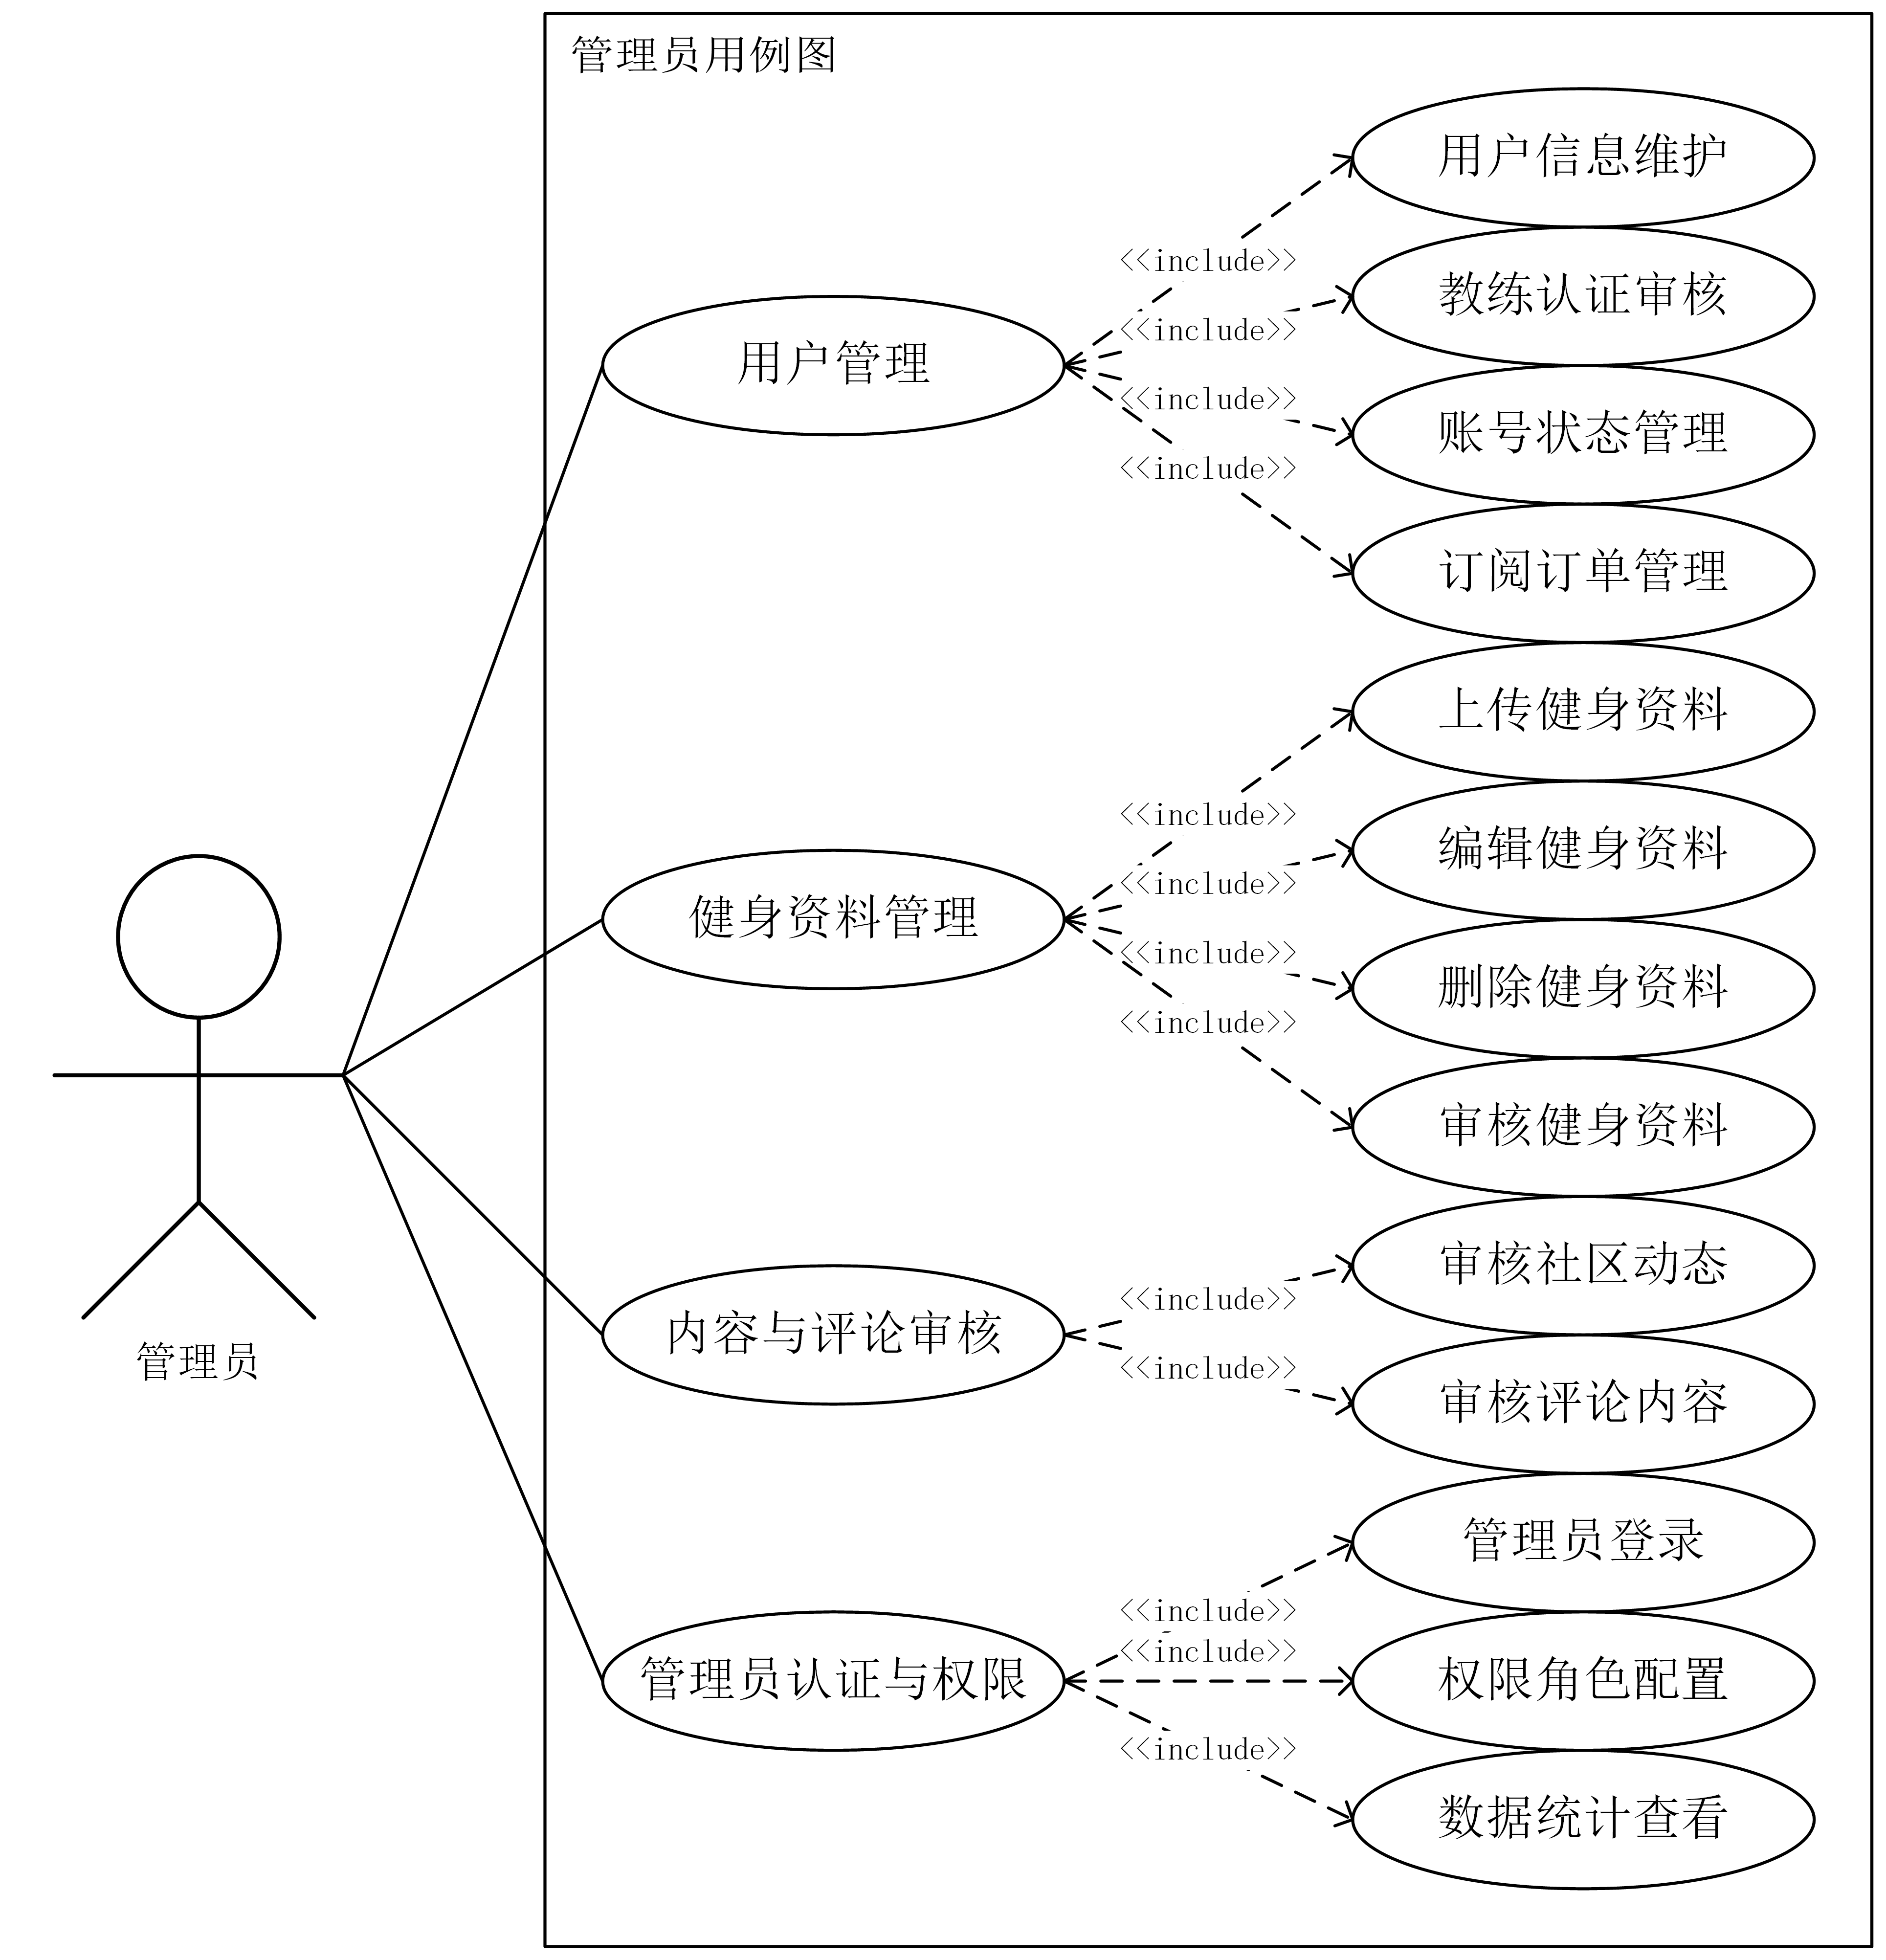 管理员用例图
用户信息维护
<<include>>
教练认证审核
<<include>>
用户管理
<<include>>
账号状态管理
<<include>>
订阅订单管理
上传健身资料
<<include>>
编辑健身资料
<<include>>
健身资料管理
<<include>>
删除健身资料
<<include>>
审核健身资料
审核社区动态
<<include>>
内容与评论审核
管理员
<<include>>
审核评论内容
管理员登录
<<include>>
<<include>>
管理员认证与权限
权限角色配置
<<include>>
数据统计查看